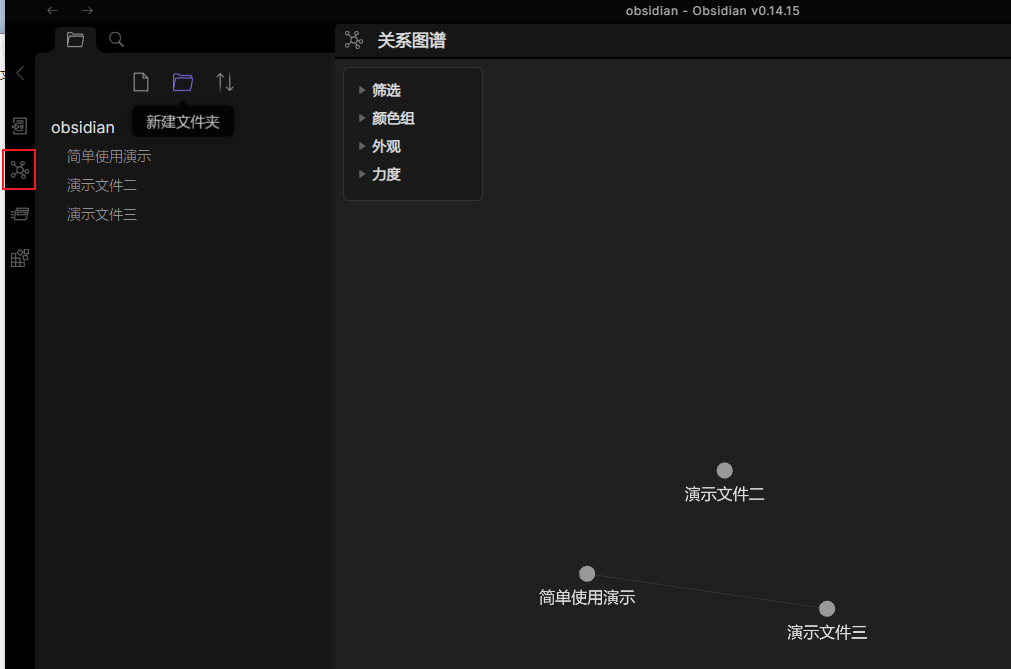 obsidian - Obsidian v0.14.15
关系图谱
新建文件夹
obsidian
简单使用演示
演示文件二
演示文件三
筛选
颜色组
外观
力度
演示文件二
简单使用演示
演示文件三